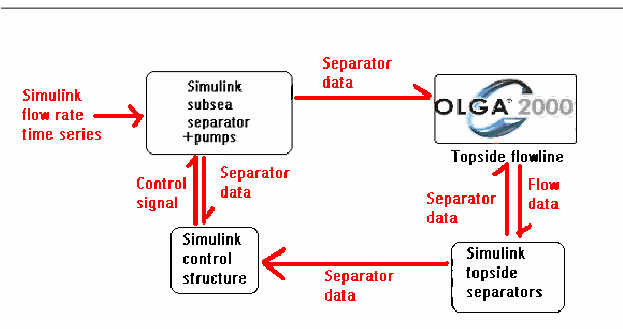 Simulink
flow rate
time series
Simulink
subsea
separator
+pumps
Separator
data
OLGA® 2000
Topside flowline
Control
signal
Separator
data
Separator
data
Flow
data
Simulink
control
structure
Separator
data
Simulink
topside
separators